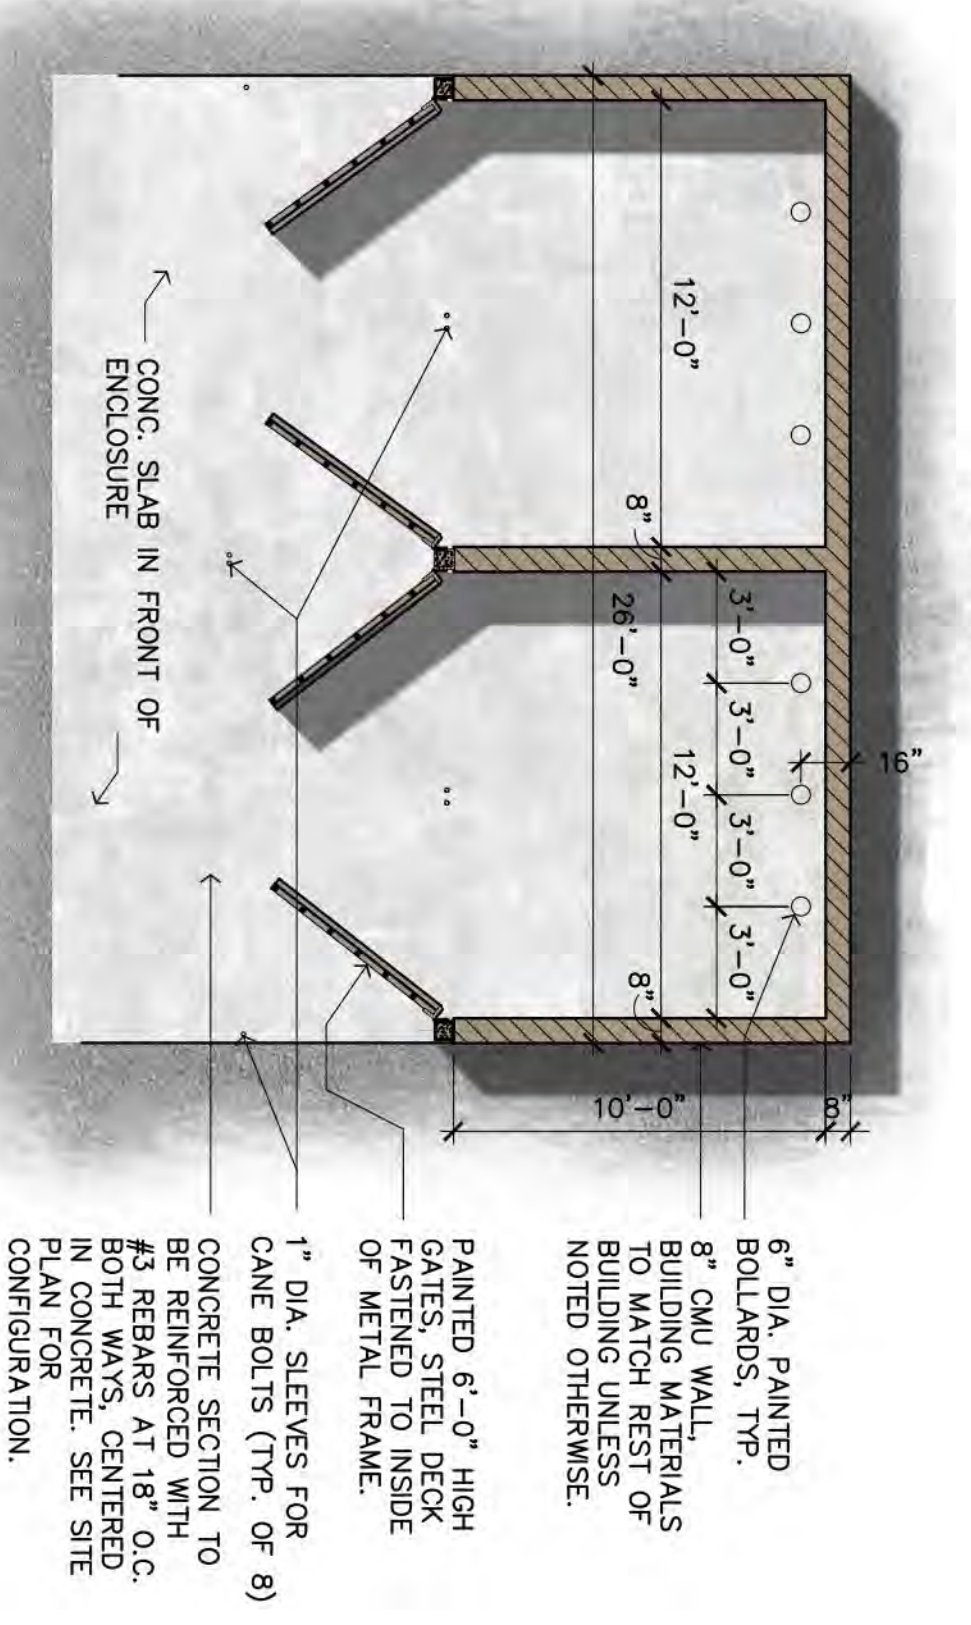 6" DIA. PAINTED
BOLLARDS, TYP.
8" CMU WALL,
BUILDING MATERIALS
TO MATCH REST OF
BUILDING UNLESS
NOTED OTHERWISE.
PAINTED 6'-0" HIGH
GATES, STEEL DECK
FASTENED TO INSIDE
OF METAL FRAME.
1" DIA. SLEEVES FOR
CANE BOLTS (TYP. OF 8)
CONCRETE SECTION TO
BE REINFORCED WITH
#3 REBARS AT 18" O.C.
BOTH WAYS, CENTERED
IN CONCRETE. SEE SITE
PLAN FOR
CONFIGURATION.
16"
3'-0"
3'-0"
3'-0"
3'-0"
12'-0"
12'-0"
8"
8"
26'-0"
10'-0"
8"
CONC. SLAB IN FRONT OF
ENCLOSURE